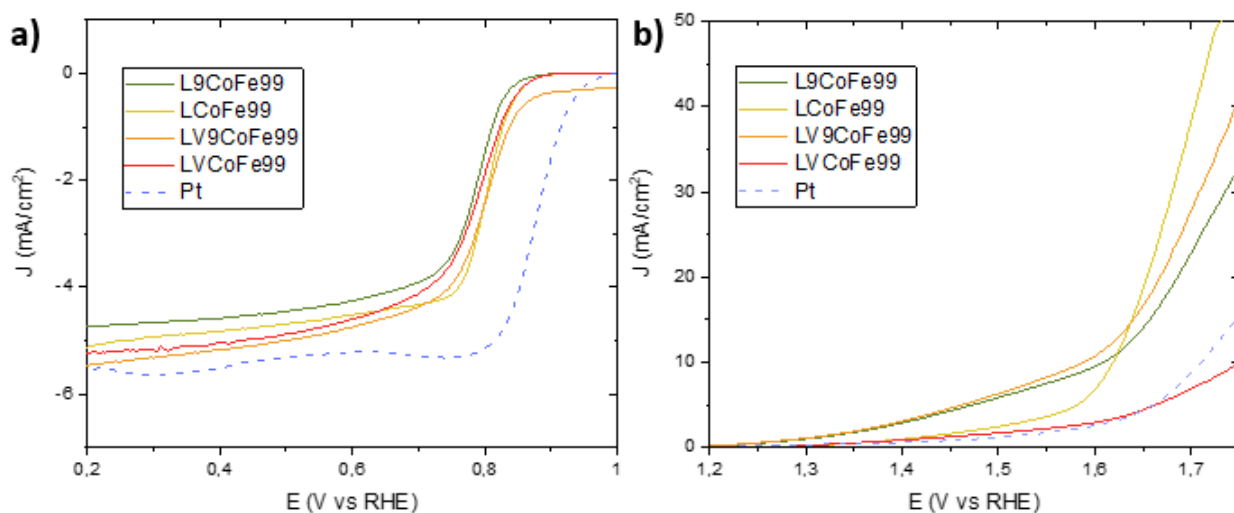 a)
0
-2
-4
-6
J (mA/cm²)
L9CoFe99
LCoFe99
LV9CoFe99
LVCoFe99
Pt
0,2
0,4
0,6
0,8
1
E (V vs RHE)
b)
50
40
30
20
10
0
J (mA/cm²)
L9CoFe99
LCoFe99
LV9CoFe99
LVCoFe99
Pt
1,2
1,3
1,4
1,5
1,6
1,7
E (V vs RHE)